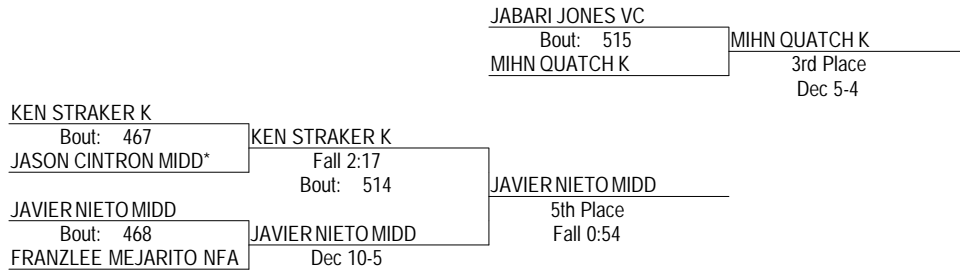 JABARI JONES VC
Bout: 515
MIHN QUATCH K
MIHN QUATCH K
3rd Place
Dec 5-4
KEN STRAKER K
Bout: 467
JASON CINTRON MIDD*
KEN STRAKER K
Fall 2:17
Bout: 514
JAVIER NIETO MIDD
Bout: 468
FRANZLEE MEJARITO NFA
JAVIER NIETO MIDD
Dec 10-5
JAVIER NIETO MIDD
5th Place
Fall 0:54